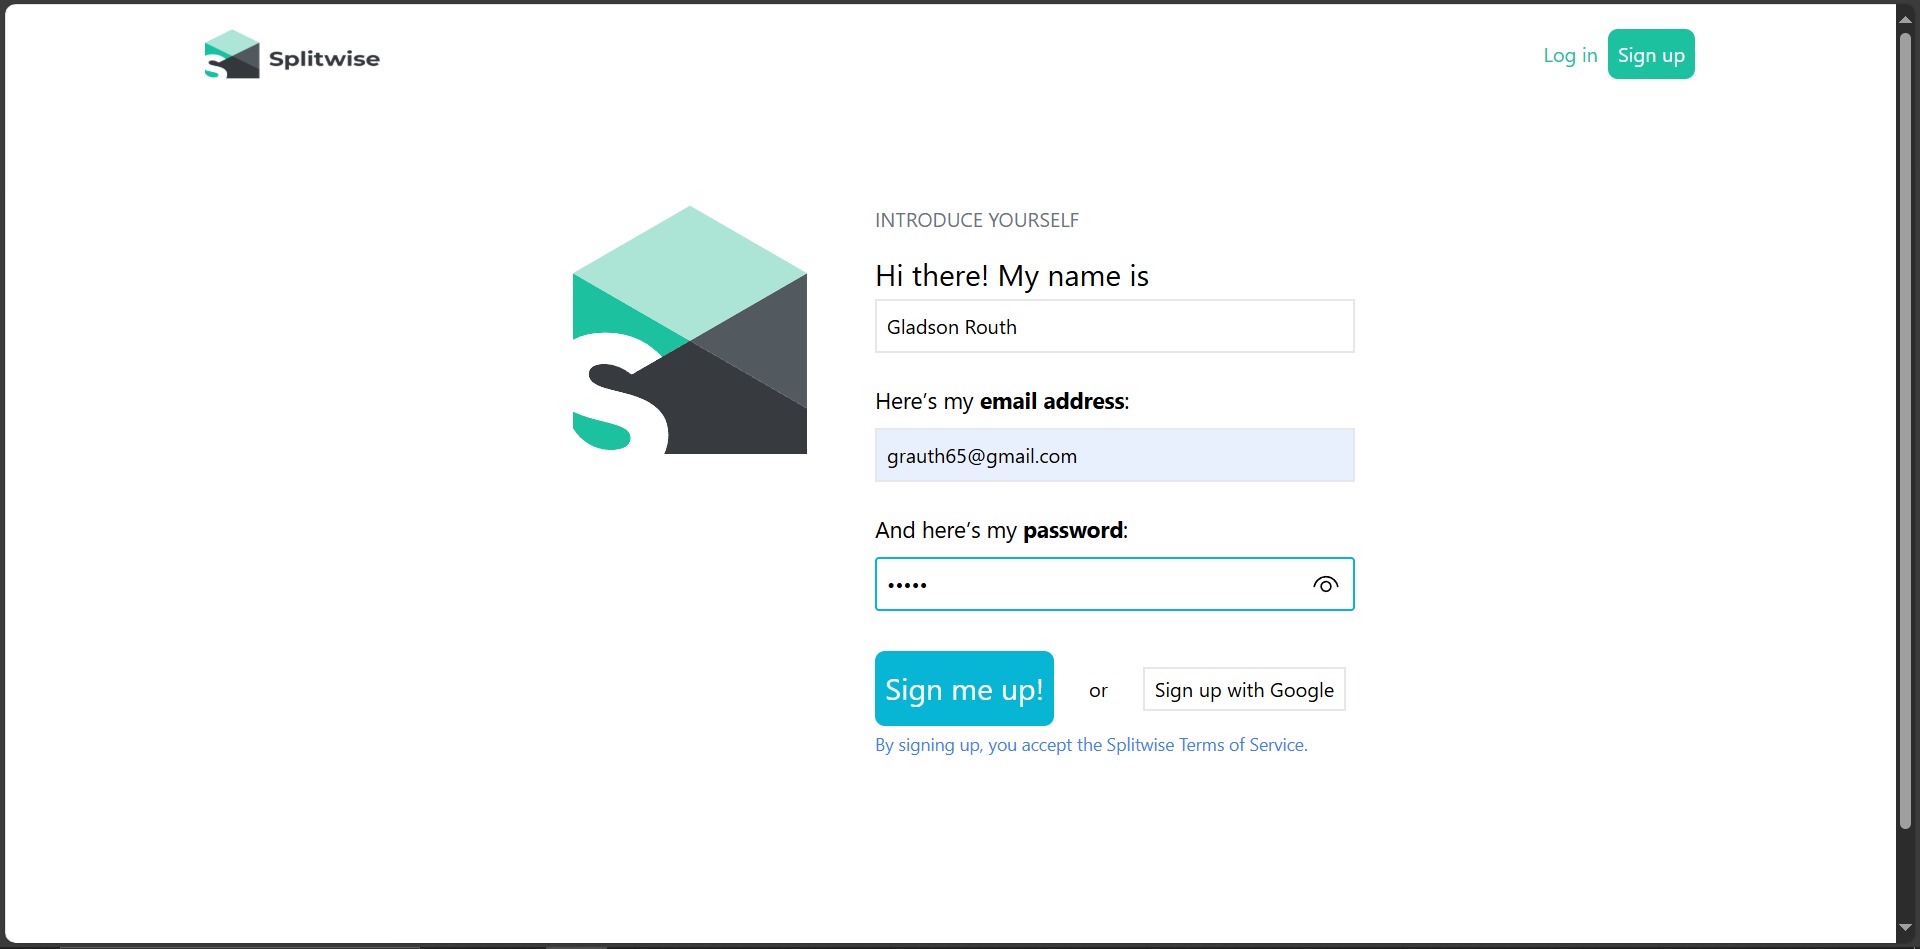 Splitwise
Log in
Sign up
INTRODUCE YOURSELF
Hi there! My name is
Gladson Routh
Here’s my email address:
grauth65@gmail.com
And here’s my password:
•••••
Sign me up!
or
Sign up with Google
By signing up, you accept the Splitwise Terms of Service.